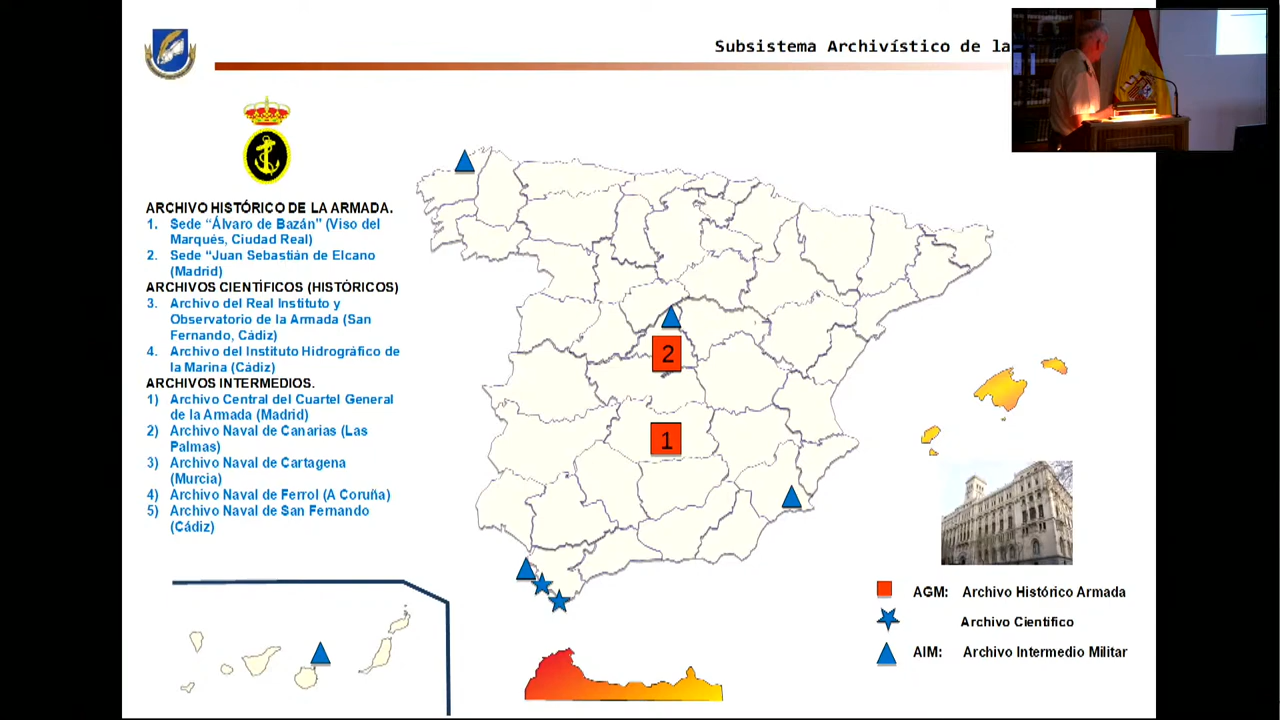 Subsistema Archivístico de la
ARCHIVO HISTÓRICO DE LA ARMADA.
1. Sede “Álvaro de Bazán” (Viso del
Marqués, Ciudad Real)
2. Sede "Juan Sebastián de Elcano
(Madrid)
ARCHIVOS CIENTÍFICOS (HISTÓRICOS)
3. Archivo del Real Instituto y
Observatorio de la Armada (San
Fernando, Cádiz)
4. Archivo del Instituto Hidrográfico de
la Marina (Cádiz)
ARCHIVOS INTERMEDIOS.
1) Archivo Central del Cuartel General
de la Armada (Madrid)
2) Archivo Naval de Canarias (Las
Palmas)
3) Archivo Naval de Cartagena
(Murcia)
4) Archivo Naval de Ferrol (A Coruña)
5) Archivo Naval de San Fernando
(Cádiz)
2
1
AGM: Archivo Histórico Armada
Archivo Científico
AIM: Archivo Intermedio Militar